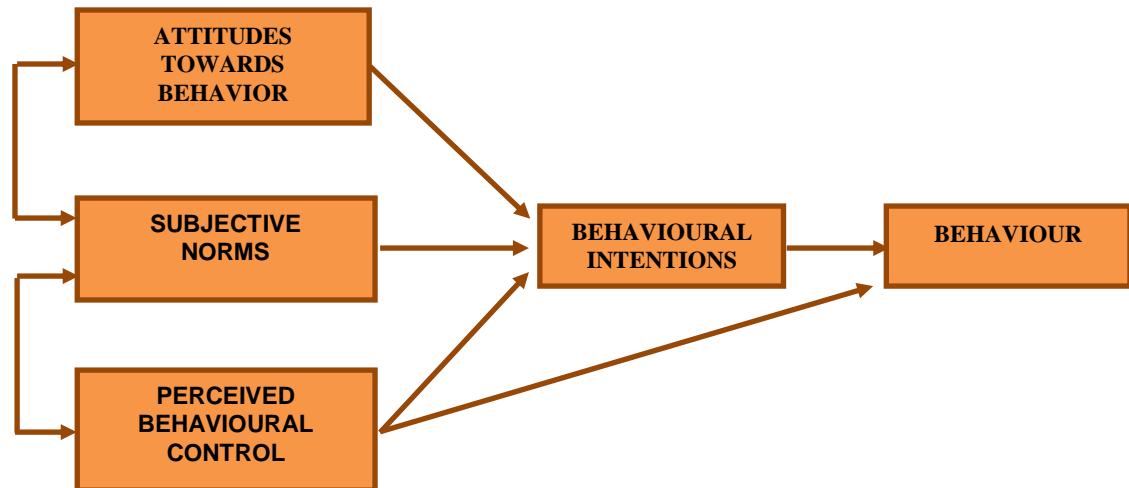 ATTITUDES
TOWARDS
BEHAVIOR
SUBJECTIVE
NORMS
PERCEIVED
BEHAVIOURAL
CONTROL
BEHAVIOURAL
INTENTIONS
BEHAVIOUR